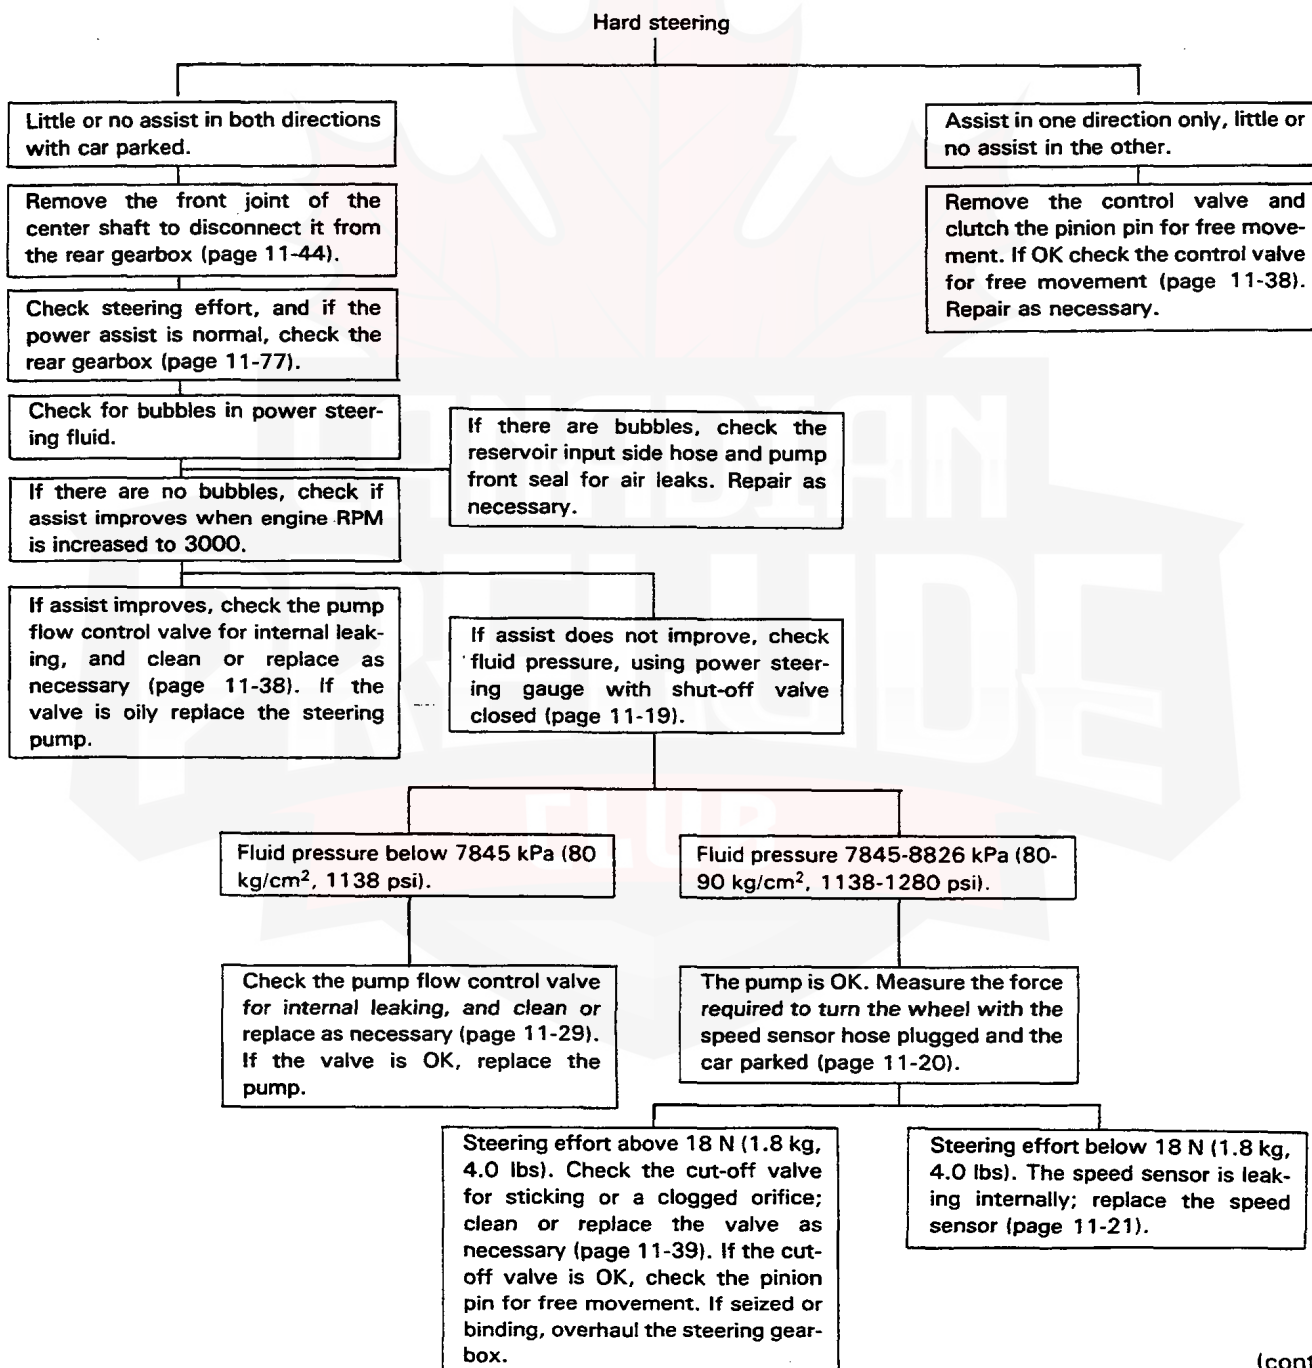 Hard steering
Little or no assist in both directions
with car parked.
Assist in one direction only, little or
no assist in the other.
Remove the front joint of the
center shaft to disconnect it from
the rear gearbox (page 11-44).
Remove the control valve and
clutch the pinion pin for free move-
ment. If OK check the control valve
for free movement (page 11-38).
Repair as necessary.
Check steering effort, and if the
power assist is normal, check the
rear gearbox (page 11-77).
Check for bubbles in power steer-
ing fluid.
If there are bubbles, check the
reservoir input side hose and pump
front seal for air leaks. Repair as
necessary.
If there are no bubbles, check if
assist improves when engine RPM
is increased to 3000.
If assist improves, check the pump
flow control valve for internal leak-
ing, and clean or replace as
necessary (page 11-38). If the
valve is oily replace the steering
pump.
If assist does not improve, check
fluid pressure, using power steer-
ing gauge with shut-off valve
closed (page 11-19).
Fluid pressure below 7845 kPa (80
kg/cm², 1138 psi).
Fluid pressure 7845-8826 kPa (80-
90 kg/cm², 1138-1280 psi).
Check the pump flow control valve
for internal leaking, and clean or
replace as necessary (page 11-29).
If the valve is OK, replace the
pump.
The pump is OK. Measure the force
required to turn the wheel with the
speed sensor hose plugged and the
car parked (page 11-20).
Steering effort above 18 N (1.8 kg,
4.0 lbs). Check the cut-off valve
for sticking or a clogged orifice;
clean or replace the valve as
necessary (page 11-39). If the cut-
off valve is OK, check the pinion
pin for free movement. If seized or
binding, overhaul the steering gear-
box.
Steering effort below 18 N (1.8 kg,
4.0 lbs). The speed sensor is leak-
ing internally; replace the speed
sensor (page 11-21).
(cont
CANADIAN
PRELUDE
CLUB